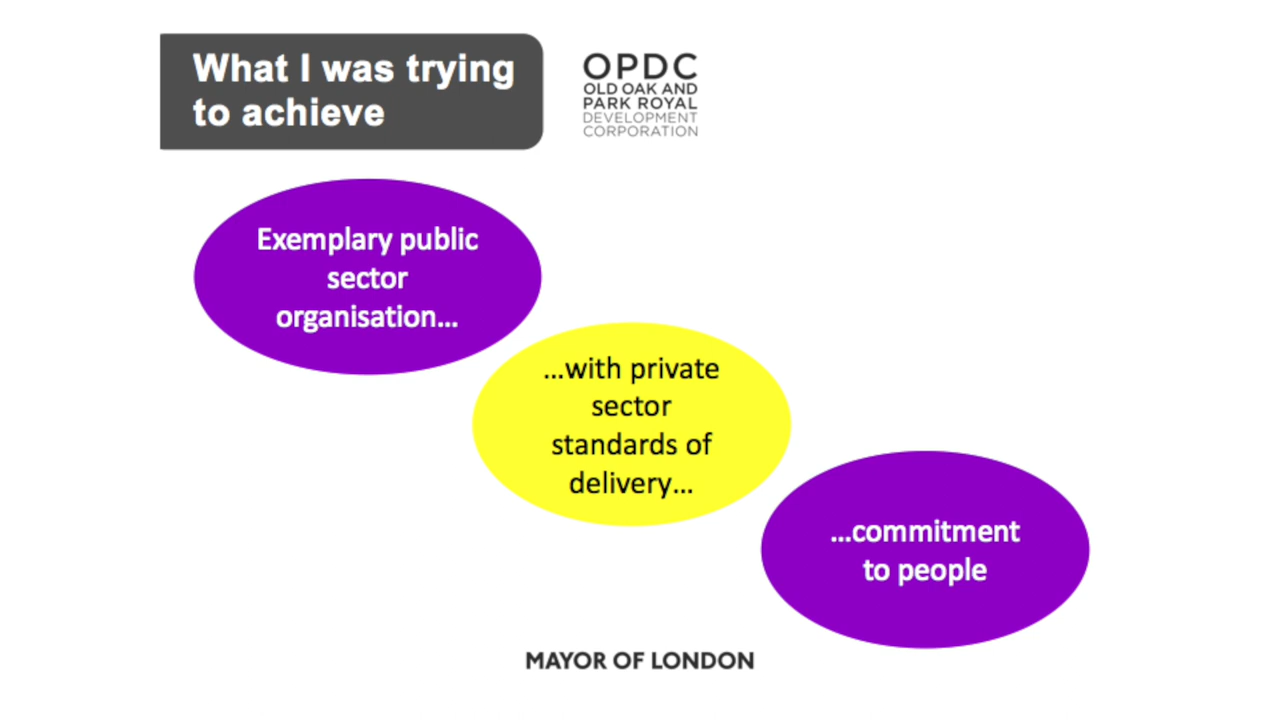 What I was trying
to achieve
OPDC
OLD OAK AND
PARK ROYAL
DEVELOPMENT
CORPORATION
Exemplary public
sector
organisation...
...with private
sector
standards of
delivery...
...commitment
to people
MAYOR OF LONDON